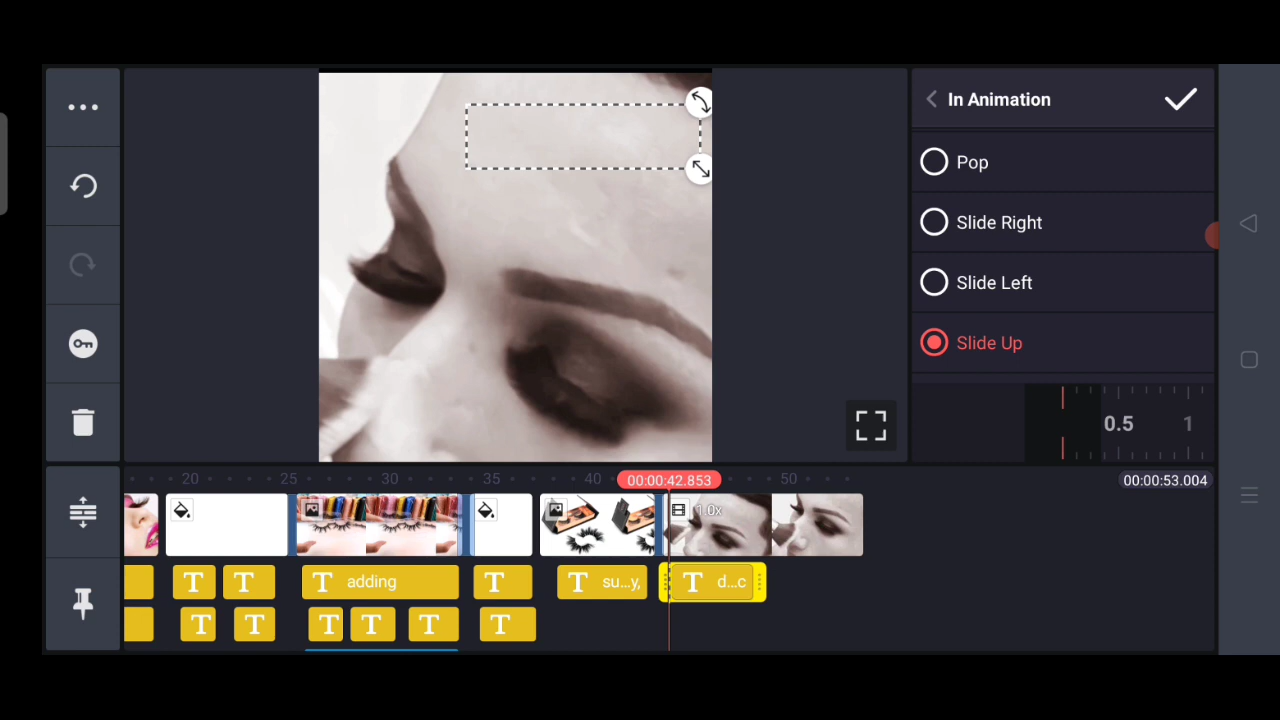 In Animation
Pop
Slide Right
Slide Left
Slide Up
0.5 1
20 25 30 35 40 00:00:42.853 50 00:00:53.004
1.0x
T T T adding T T su...y, T d...c
T T T T T T